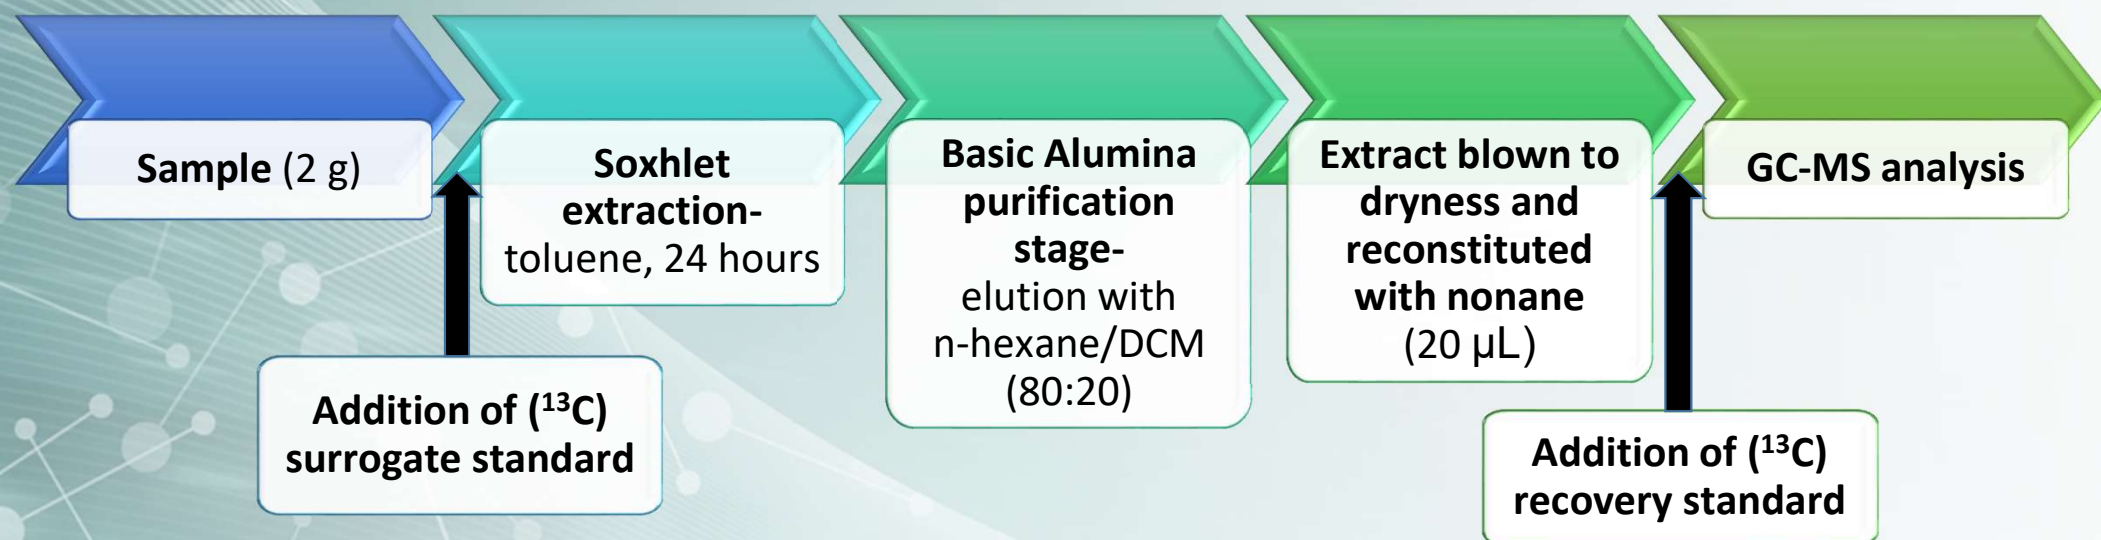 Sample (2 g)
Soxhlet
extraction-
toluene, 24 hours
Basic Alumina
purification
stage-
elution with
n-hexane/DCM
(80:20)
Extract blown to
dryness and
reconstituted
with nonane
(20 µL)
GC-MS analysis
Addition of (¹³C)
surrogate standard
Addition of (¹³C)
recovery standard